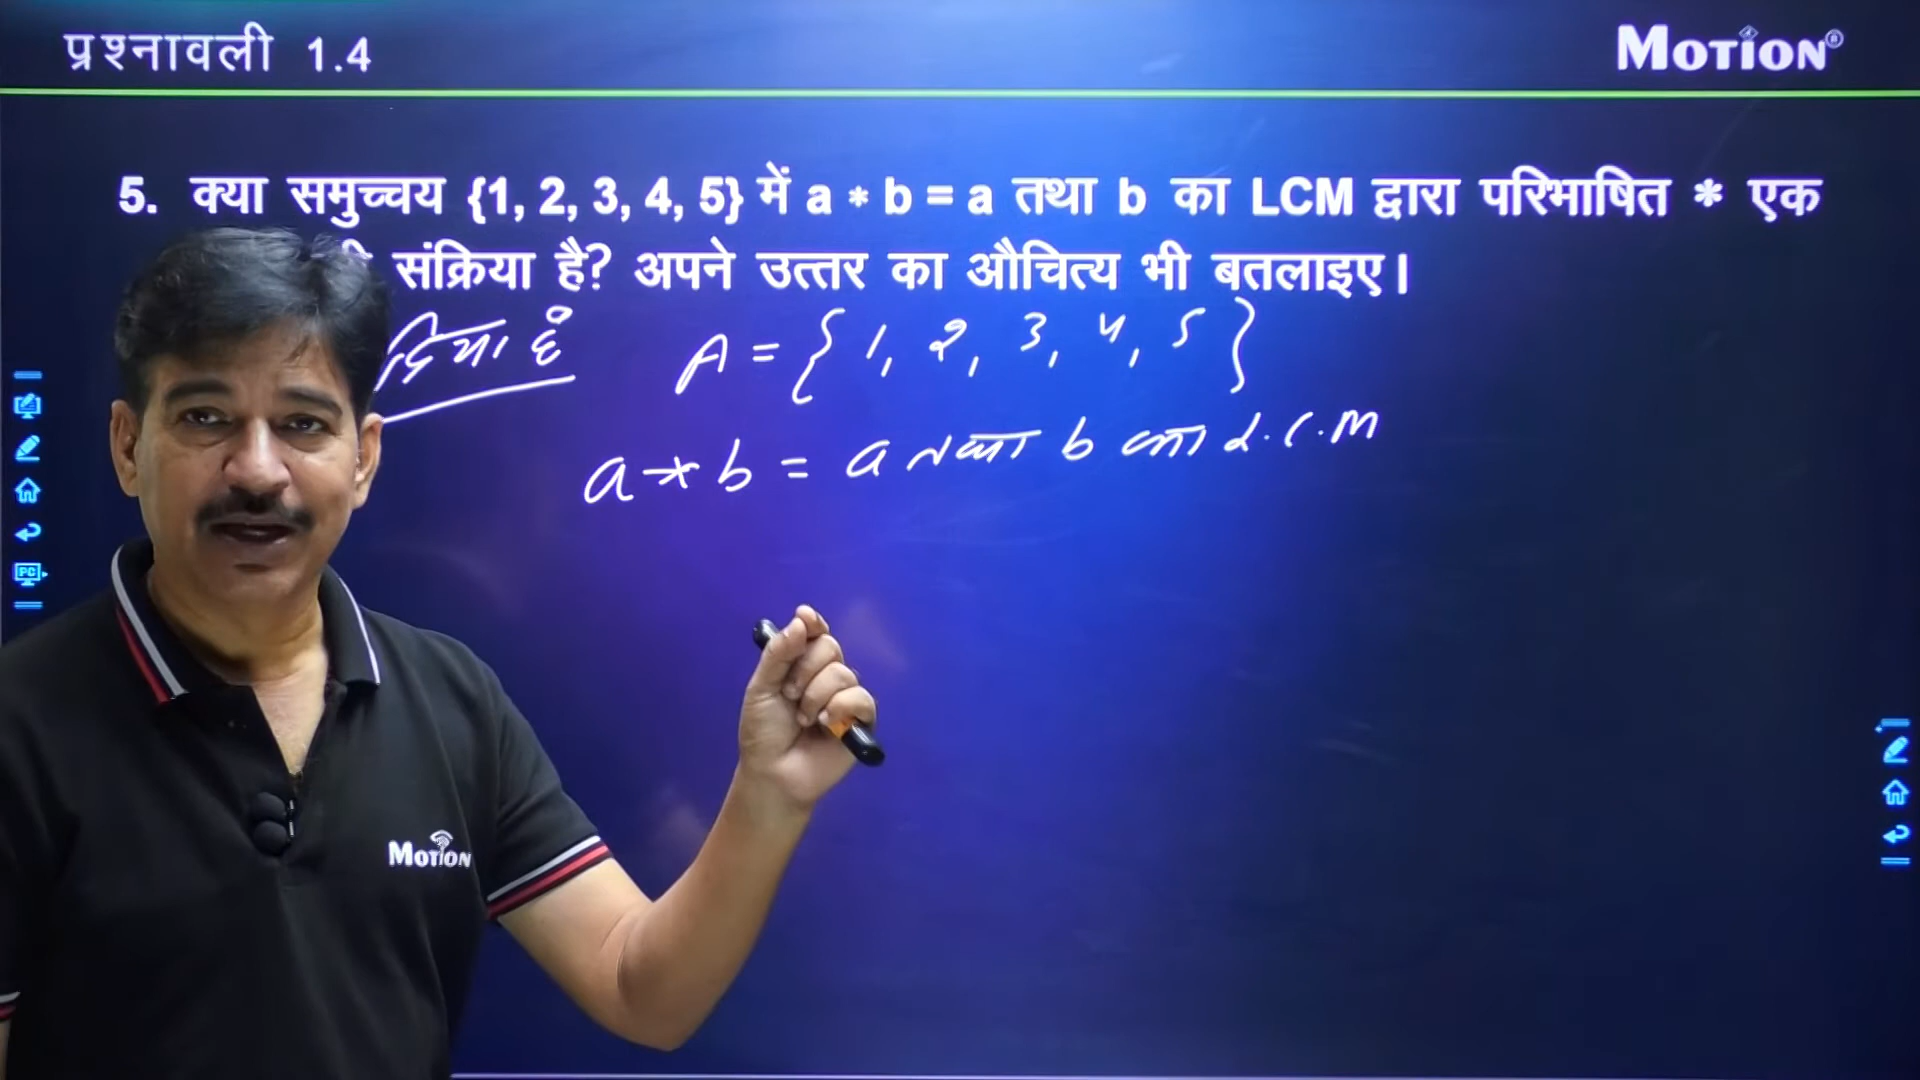 प्रश्नावली 1.4
MOTION®
5. क्या समुच्चय {1, 2, 3, 4, 5} में a * b = a तथा b का LCM द्वारा परिभाषित * एक
संक्रिया है? अपने उत्तर का औचित्य भी बतलाइए।
दिया है A = { 1, 2, 3, 4, 5 }
a * b = a तथा b का L.C.M
PC
MOTION